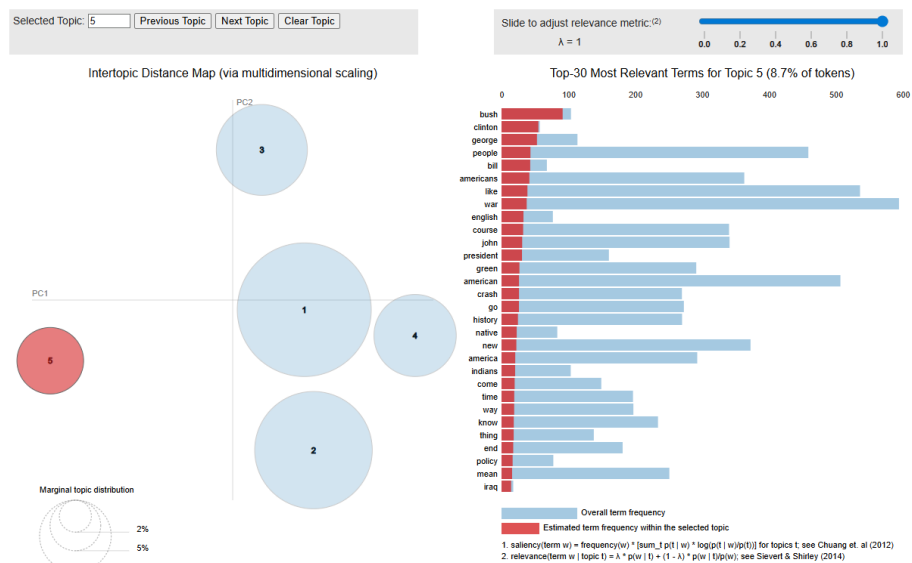 Selected Topic: 5 Previous Topic Next Topic Clear Topic
Slide to adjust relevance metric:(2)
λ = 1
0.0 0.2 0.4 0.6 0.8 1.0
Intertopic Distance Map (via multidimensional scaling)
PC2
PC1
3
1
4
5
2
Marginal topic distribution
2%
5%
Top-30 Most Relevant Terms for Topic 5 (8.7% of tokens)
0 100 200 300 400 500 600
bush
clinton
george
people
bill
americans
like
war
english
course
john
president
green
american
crash
go
history
native
new
america
indians
come
time
way
know
thing
end
policy
mean
iraq
Overall term frequency
Estimated term frequency within the selected topic
1. saliency(term w) = frequency(w) * [sum_t p(t | w) * log(p(t | w)/p(t))] for topics t; see Chuang et. al (2012)
2. relevance(term w | topic t) = λ * p(w | t) + (1 - λ) * p(w | t)/p(w); see Sievert & Shirley (2014)